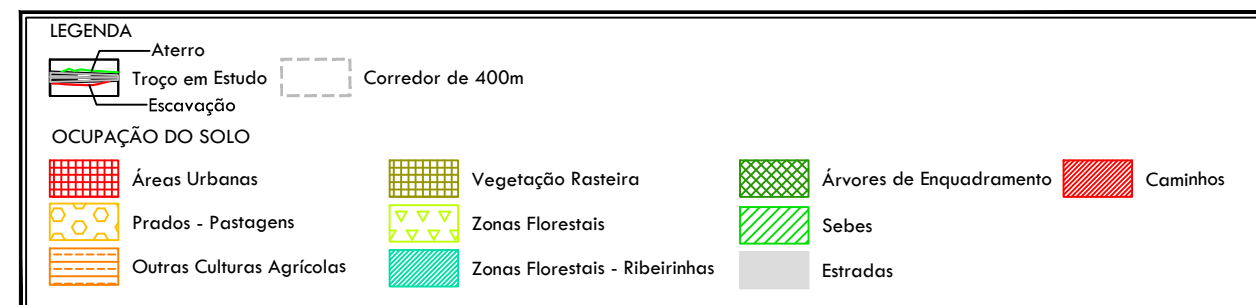 LEGENDA
Aterro
Troço em Estudo Corredor de 400m
Escavação
OCUPAÇÃO DO SOLO
Áreas Urbanas Vegetação Rasteira Árvores de Enquadramento Caminhos
Prados - Pastagens Zonas Florestais Sebes
Outras Culturas Agrícolas Zonas Florestais - Ribeirinhas Estradas